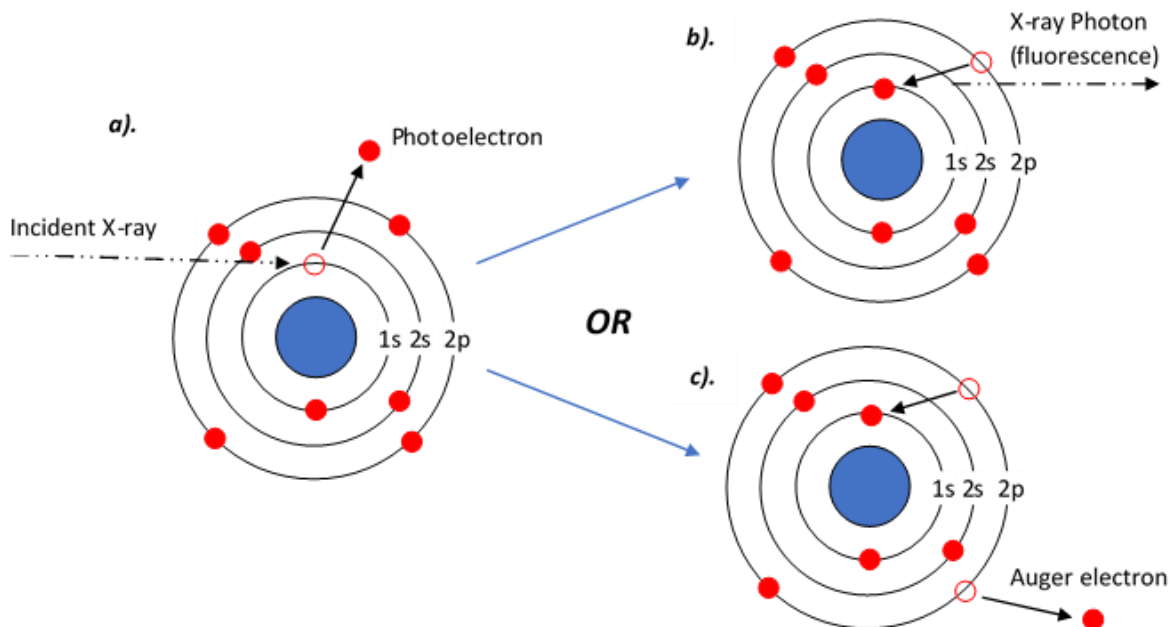 a).
Photoelectron
Incident X-ray
1s 2s 2p
OR
b).
X-ray Photon
(fluorescence)
1s 2s 2p
c).
1s 2s 2p
Auger electron